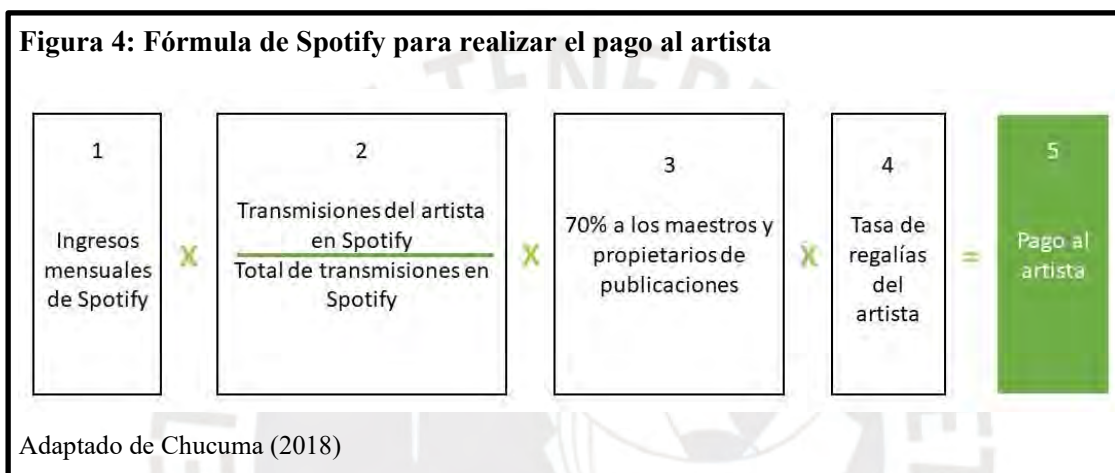 Figura 4: Fórmula de Spotify para realizar el pago al artista
1
Ingresos
mensuales
de Spotify
X
2
Transmisiones del artista
en Spotify
Total de transmisiones en
Spotify
X
3
70% a los maestros y
propietarios de
publicaciones
X
4
Tasa de
regalías
del
artista
=
5
Pago al
artista
Adaptado de Chucuma (2018)